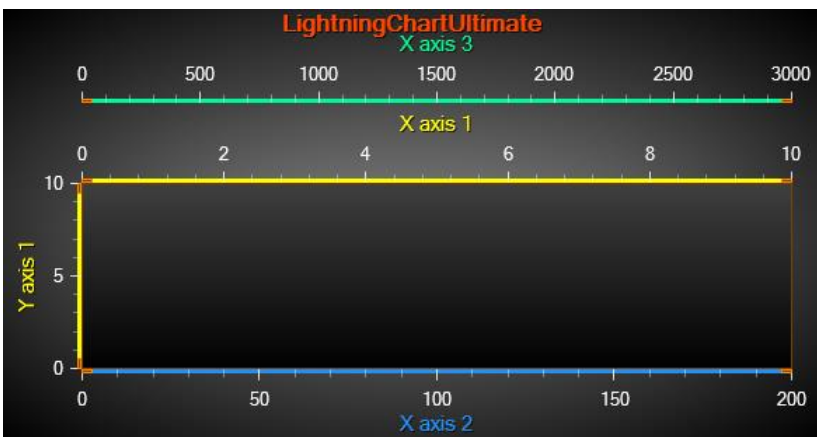 LightningChartUltimate
X axis 3
0 500 1000 1500 2000 2500 3000
X axis 1
0 2 4 6 8 10
10
Y axis 1
5
0
0 50 100 150 200
X axis 2